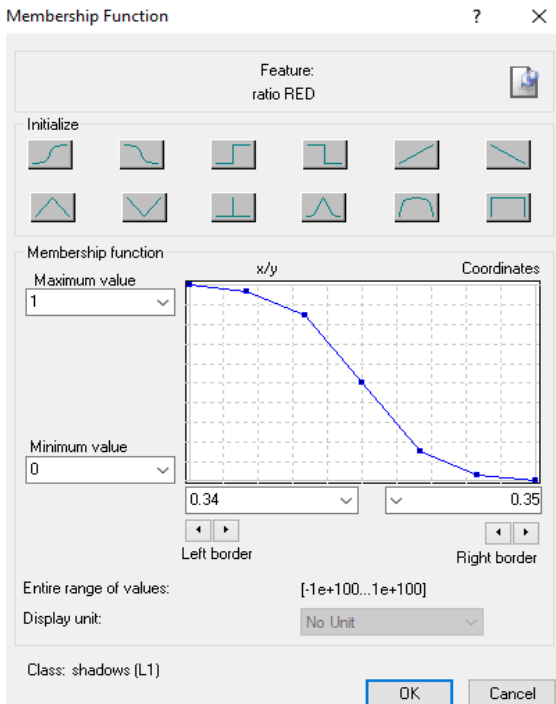 Membership Function ? ×
Feature:
ratio RED
Initialize
Membership function
x/y
Coordinates
Maximum value
1
Minimum value
0
0.34
0.35
Left border
Right border
Entire range of values: [-1e+100...1e+100]
Display unit: No Unit
Class: shadows (L1)
OK Cancel